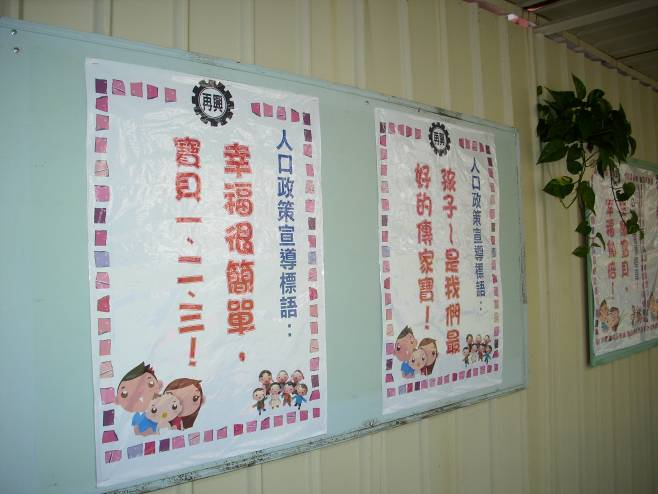 再興
人口政策宣導標語：
幸福很簡單，
寶貝一、二、三！
再興
人口政策宣導標語：
孩子～是我們最
好的傳家寶！